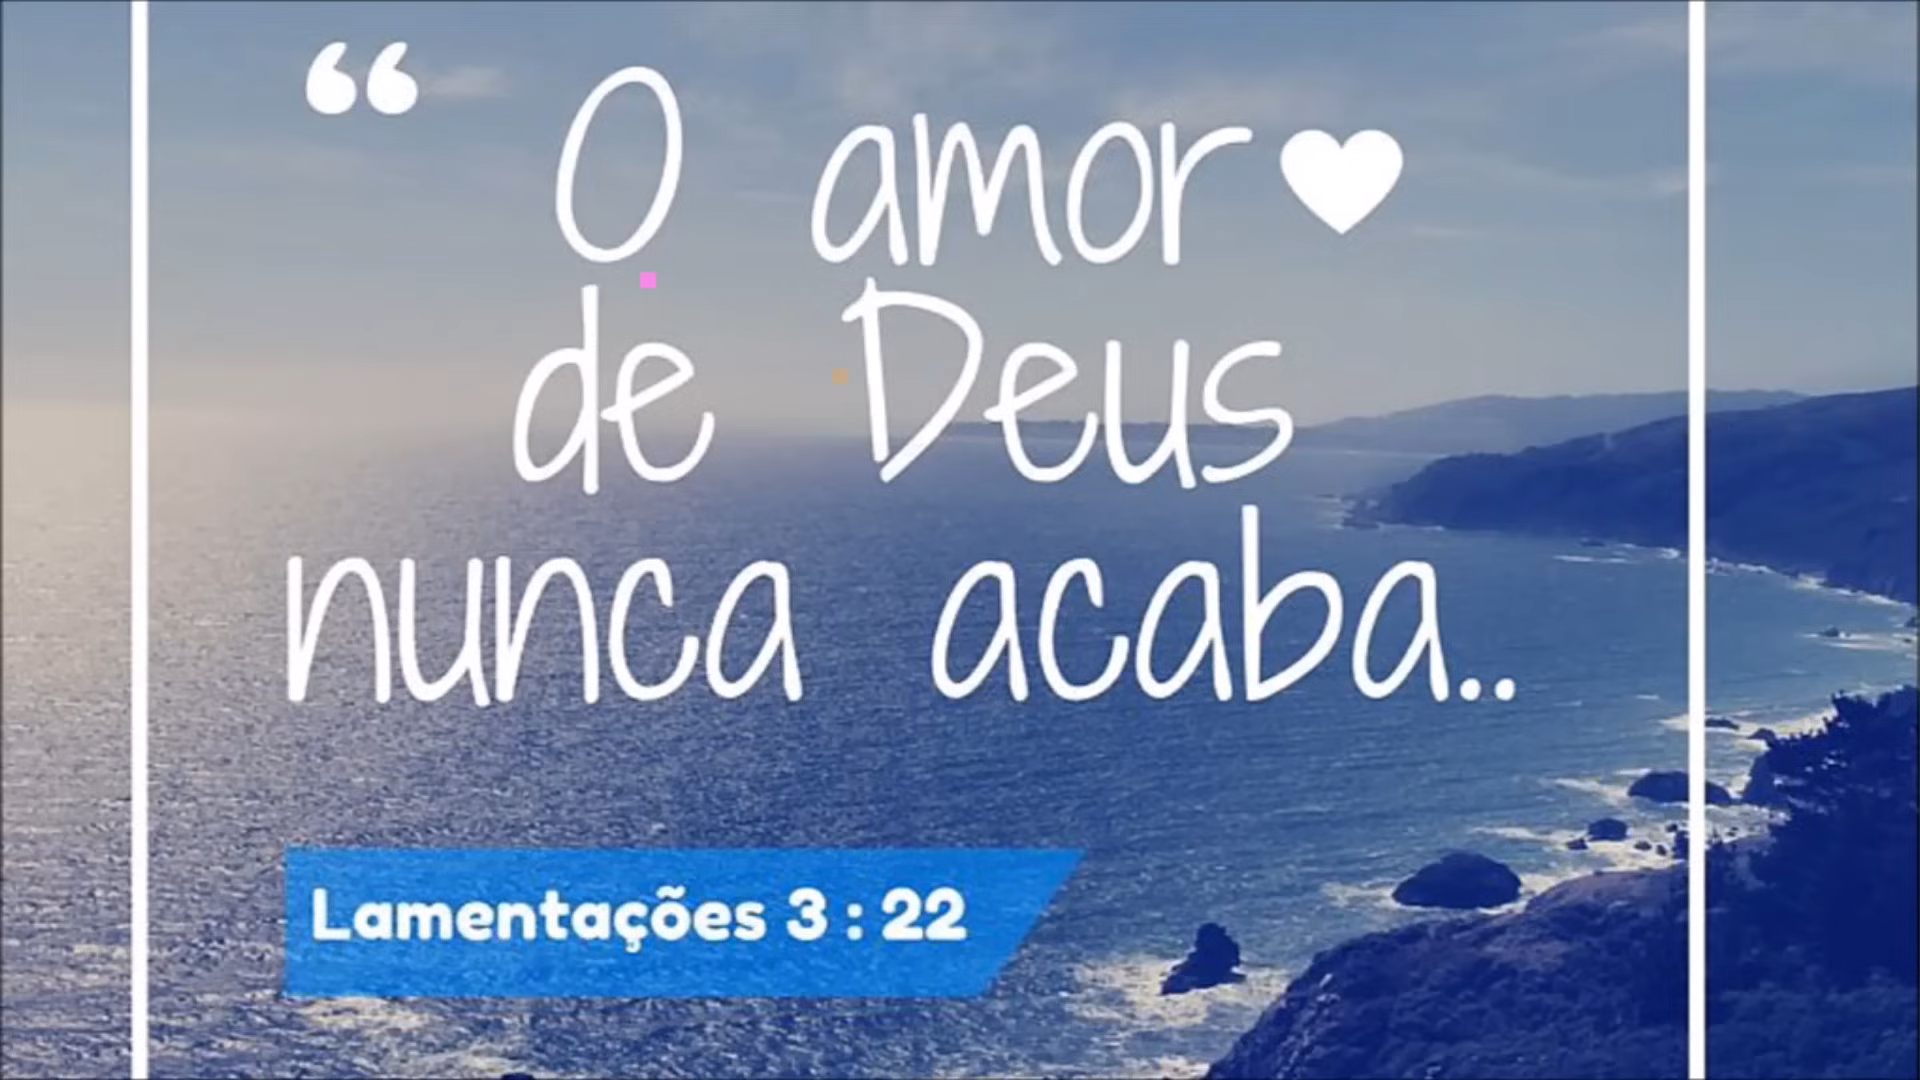 “ O amor
de Deus
nunca acaba..
Lamentações 3 : 22